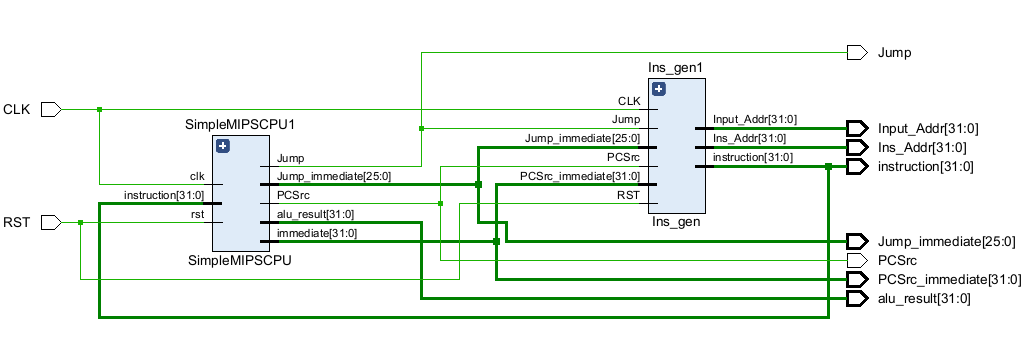 Jump
Ins_gen1
CLK
CLK
Jump
Input_Addr[31:0]
Input_Addr[31:0]
SimpleMIPSCPU1
Jump_immediate[25:0]
Ins_Addr[31:0]
Ins_Addr[31:0]
Jump
PCSrc
instruction[31:0]
instruction[31:0]
clk
Jump_immediate[25:0]
PCSrc_immediate[31:0]
instruction[31:0]
PCSrc
RST
RST
rst
alu_result[31:0]
Ins_gen
immediate[31:0]
Jump_immediate[25:0]
SimpleMIPSCPU
PCSrc
PCSrc_immediate[31:0]
alu_result[31:0]